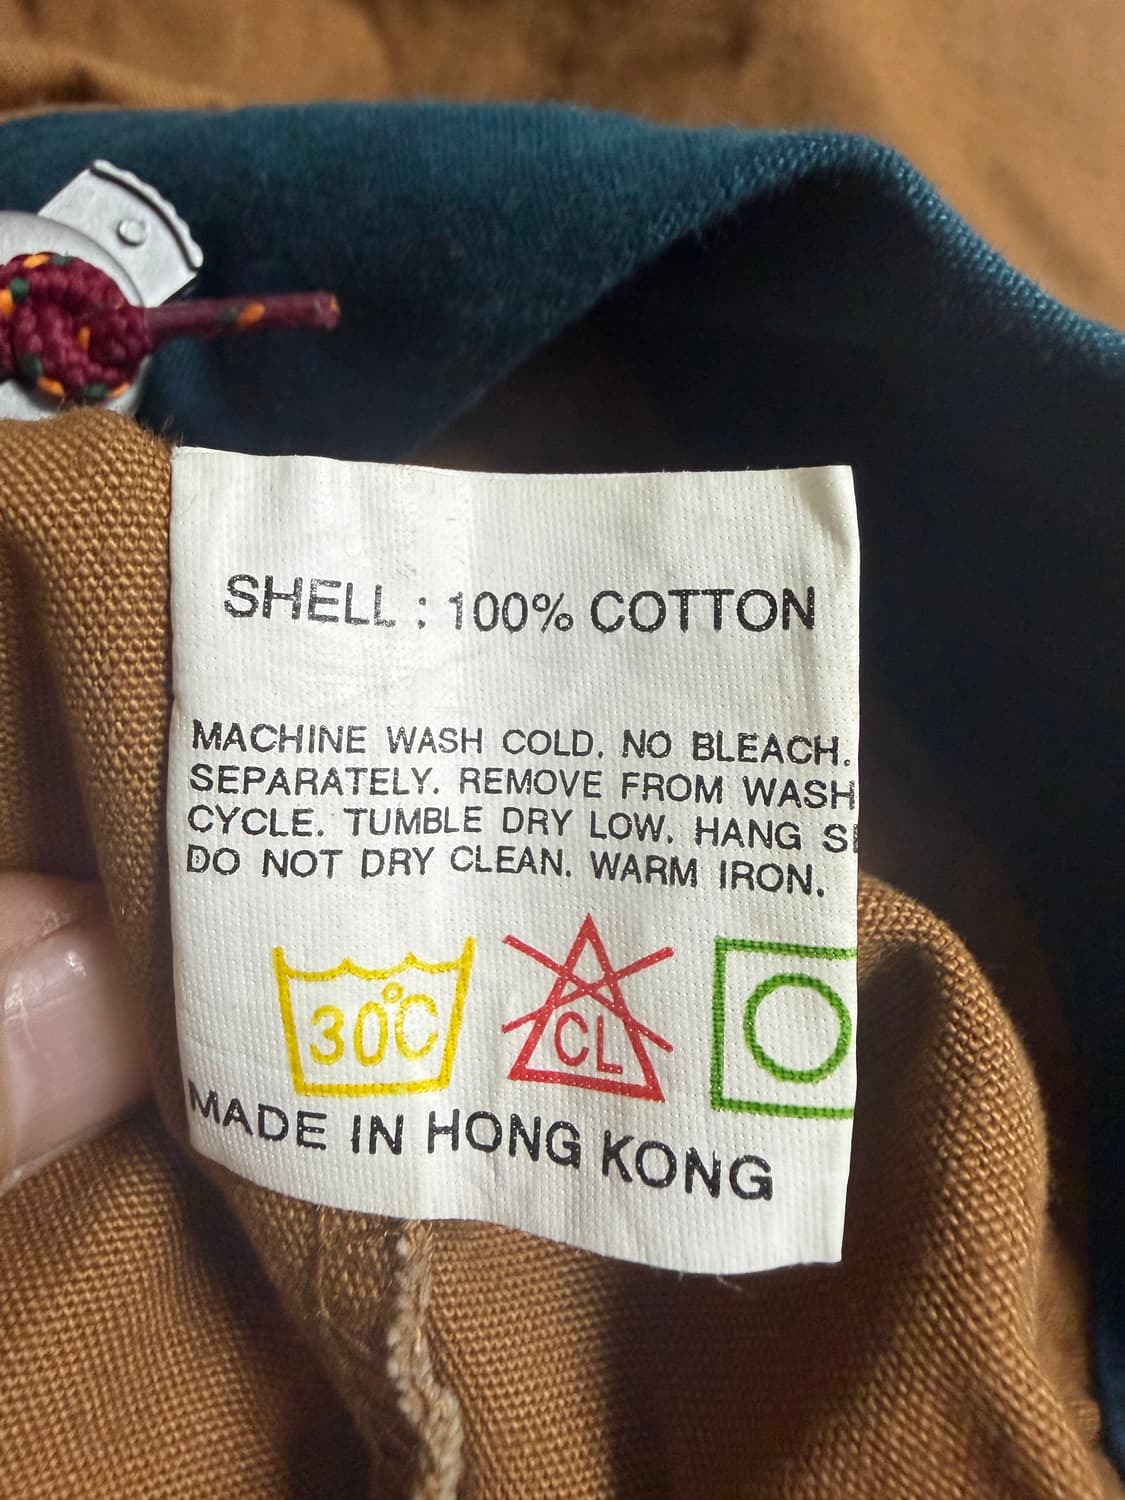 SHELL : 100% COTTON
MACHINE WASH COLD. NO BLEACH.
SEPARATELY. REMOVE FROM WASH
CYCLE. TUMBLE DRY LOW. HANG
DO NOT DRY CLEAN. WARM IRON.
30°C
CL
MADE IN HONG KONG